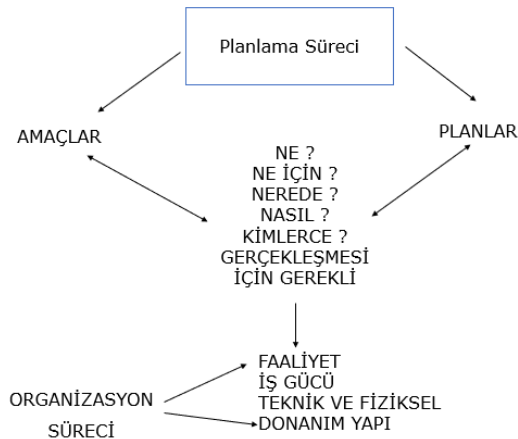 Planlama Süreci
AMAÇLAR
PLANLAR
NE ?
NE İÇİN ?
NEREDE ?
NASIL ?
KİMLERCE ?
GERÇEKLEŞMESİ
İÇİN GEREKLİ
FAALİYET
İŞ GÜCÜ
TEKNİK VE FİZİKSEL
DONANIM YAPI
ORGANİZASYON
SÜRECİ